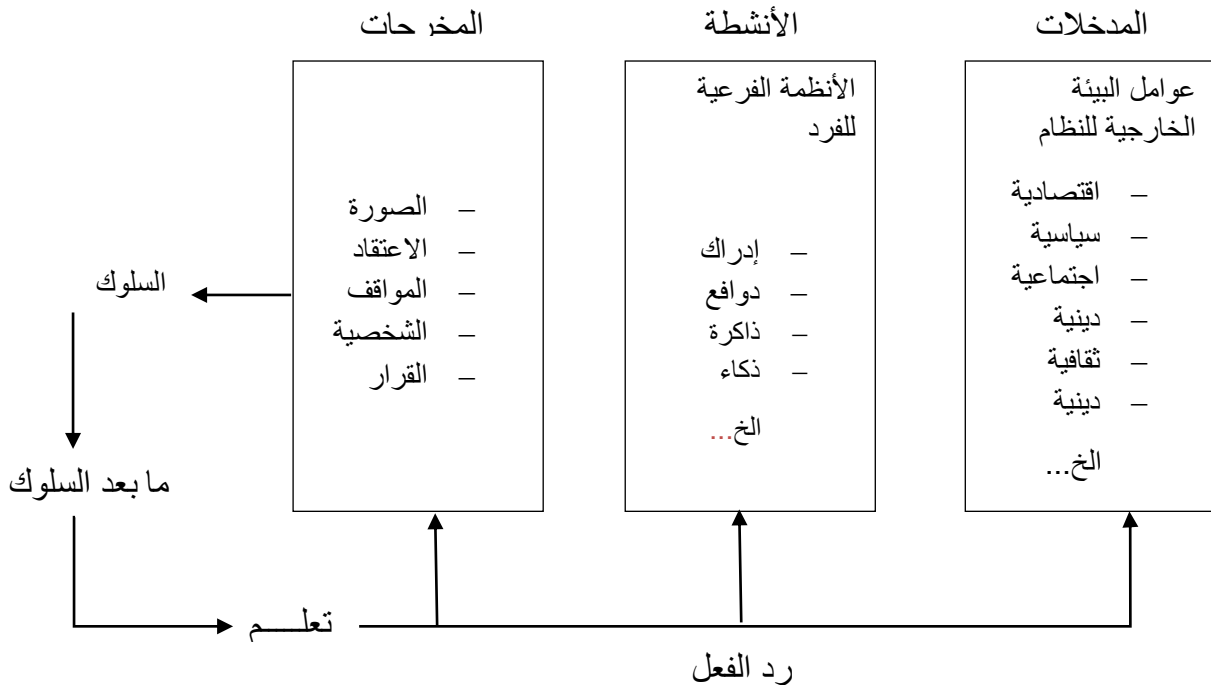 المدخلات
الأنشطة
المخرجات
عوامل البيئة
الخارجية للنظام
– اقتصادية
– سياسية
– اجتماعية
– دينية
– ثقافية
– دينية
الخ...
الأنظمة الفرعية
للفرد
– إدراك
– دوافع
– ذاكرة
– ذكاء
الخ...
– الصورة
– الاعتقاد
– المواقف
– الشخصية
– القرار
السلوك
ما بعد السلوك
تعلـــــم
رد الفعل